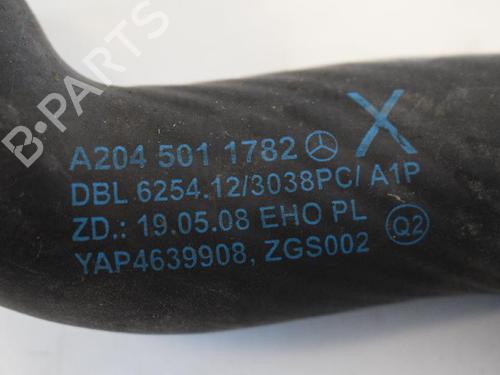 B-Parts
X
A204 501 1782
DBL 6254.12/3038PC/ A1P
ZD.: 19.05.08 EHO PL
Q2
YAP4639908, ZGS002